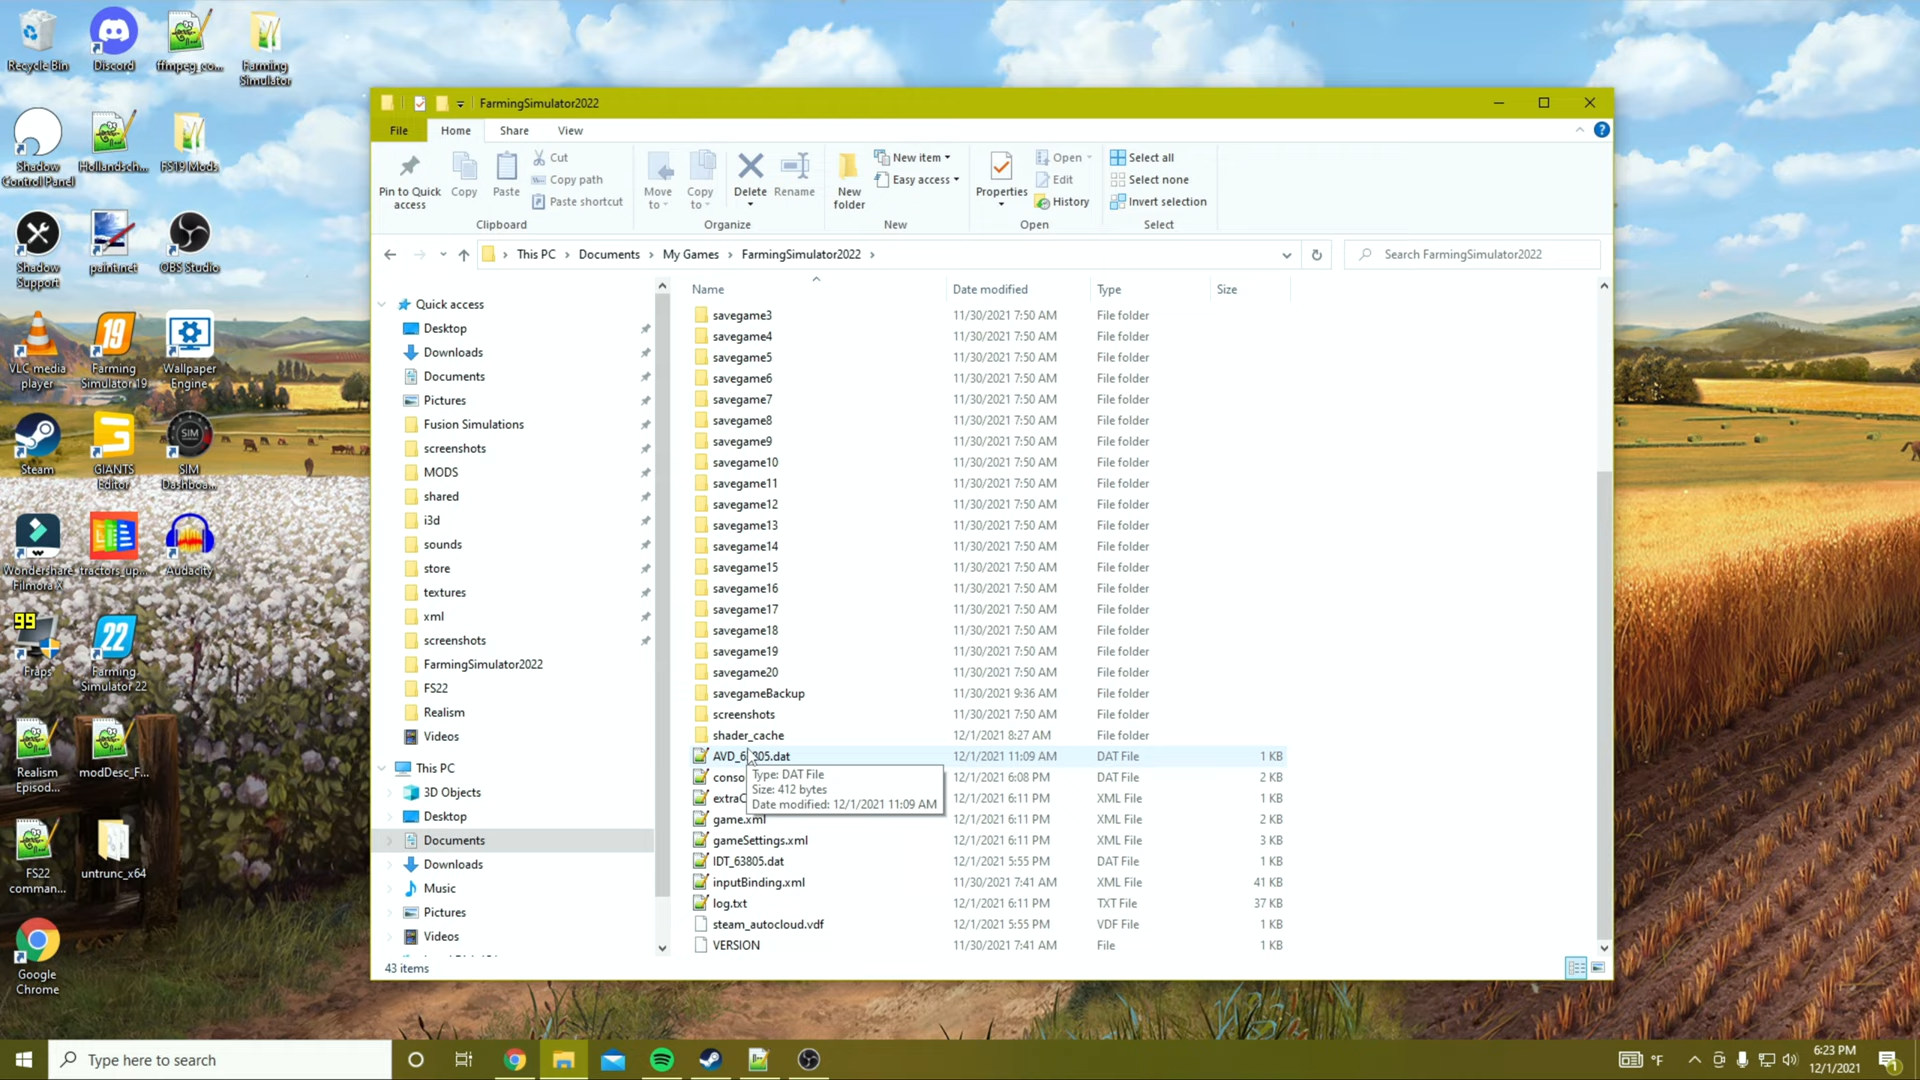 Recycle Bin
Discord
ffmpeg_co...
Farming
Simulator
Shadow
Control Panel
Hollandsch...
FS19 Mods
Shadow
Support
paint.net
OBS Studio
VLC media
player
19
Farming
Simulator 19
Wallpaper
Engine
Steam
GIANTS
Editor
SIM
SIM
Dashboa...
Wondershare
Filmora X
tractors_up...
Audacity
99
Fraps
22
Farming
Simulator 22
Realism
Episod...
modDesc_F...
FS22
comman...
untrunc_x64
Google
Chrome
FarmingSimulator2022
File
Home
Share
View
Pin to Quick
access
Copy
Paste
Cut
Copy path
Paste shortcut
Clipboard
Move
to
Copy
to
Delete
Rename
Organize
New
folder
New item
Easy access
New
Properties
Open
Edit
History
Open
Select all
Select none
Invert selection
Select
This PC
Documents
My Games
FarmingSimulator2022
Search FarmingSimulator2022
Quick access
Desktop
Downloads
Documents
Pictures
Fusion Simulations
screenshots
MODS
shared
i3d
sounds
store
textures
xml
screenshots
FarmingSimulator2022
FS22
Realism
Videos
This PC
3D Objects
Desktop
Documents
Downloads
Music
Pictures
Videos
Name Date modified Type Size
savegame3 11/30/2021 7:50 AM File folder
savegame4 11/30/2021 7:50 AM File folder
savegame5 11/30/2021 7:50 AM File folder
savegame6 11/30/2021 7:50 AM File folder
savegame7 11/30/2021 7:50 AM File folder
savegame8 11/30/2021 7:50 AM File folder
savegame9 11/30/2021 7:50 AM File folder
savegame10 11/30/2021 7:50 AM File folder
savegame11 11/30/2021 7:50 AM File folder
savegame12 11/30/2021 7:50 AM File folder
savegame13 11/30/2021 7:50 AM File folder
savegame14 11/30/2021 7:50 AM File folder
savegame15 11/30/2021 7:50 AM File folder
savegame16 11/30/2021 7:50 AM File folder
savegame17 11/30/2021 7:50 AM File folder
savegame18 11/30/2021 7:50 AM File folder
savegame19 11/30/2021 7:50 AM File folder
savegame20 11/30/2021 7:50 AM File folder
savegameBackup 11/30/2021 9:36 AM File folder
screenshots 11/30/2021 7:50 AM File folder
shader_cache 12/1/2021 8:27 AM File folder
AVD_63805.dat 12/1/2021 11:09 AM DAT File 1 KB
conso 12/1/2021 6:08 PM DAT File 2 KB
extraC 12/1/2021 6:11 PM XML File 1 KB
game.xml 12/1/2021 6:11 PM XML File 2 KB
gameSettings.xml 12/1/2021 6:11 PM XML File 3 KB
IDT_63805.dat 12/1/2021 5:55 PM DAT File 1 KB
inputBinding.xml 11/30/2021 7:41 AM XML File 41 KB
log.txt 12/1/2021 6:11 PM TXT File 37 KB
steam_autocloud.vdf 12/1/2021 5:55 PM VDF File 1 KB
VERSION 11/30/2021 7:41 AM File 1 KB
Type: DAT File
Size: 412 bytes
Date modified: 12/1/2021 11:09 AM
43 items
Type here to search
°F
6:23 PM
12/1/2021
1